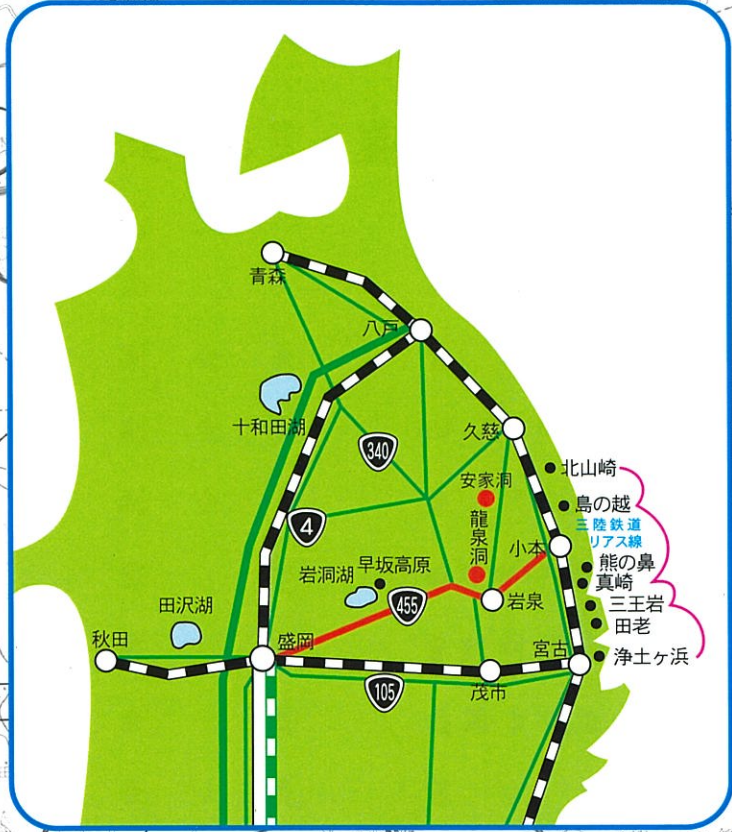 青森
八戸
十和田湖
久慈
340
北山崎
安家洞
島の越
4
龍泉洞
三陸鉄道
リアス線
小本
熊の鼻
早坂高原
岩洞湖
真崎
455
岩泉
三王岩
田沢湖
田老
秋田
盛岡
宮古
浄土ヶ浜
105
茂市